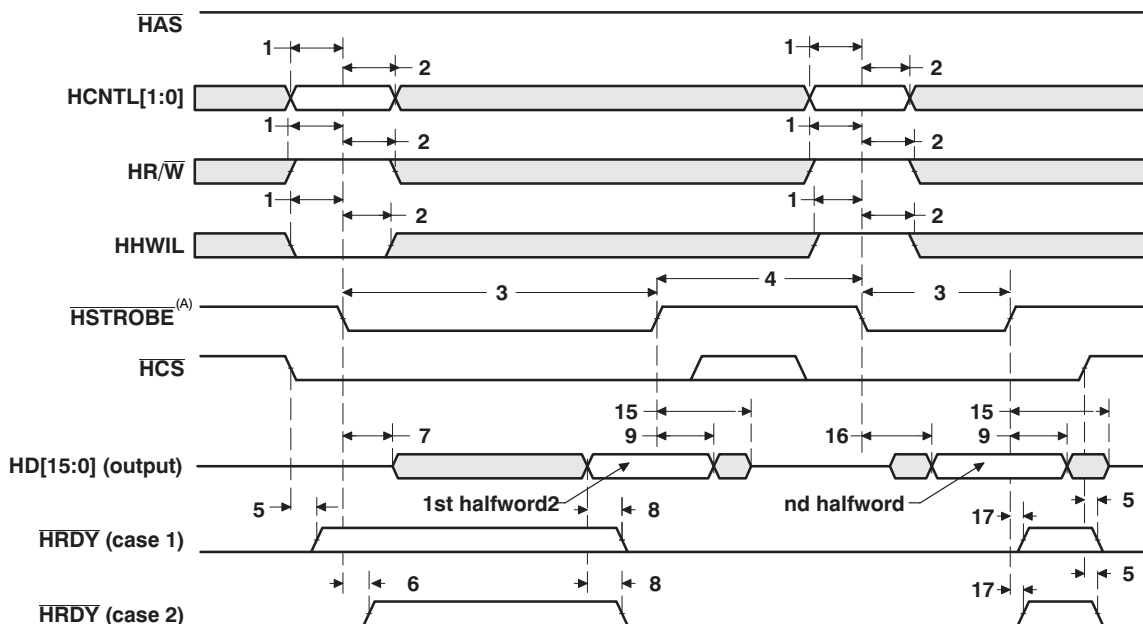 HAS
1 1
2 2
HCNTL[1:0]
1 1
2 2
HR/W
1 1
2 2
HHWIL
4
3 3
HSTROBE(A)
HCS
15 15
7 9 16 9
HD[15:0] (output)
1st halfword2 nd halfword
5 8 17 5
HRDY (case 1)
6 8 17 5
HRDY (case 2)